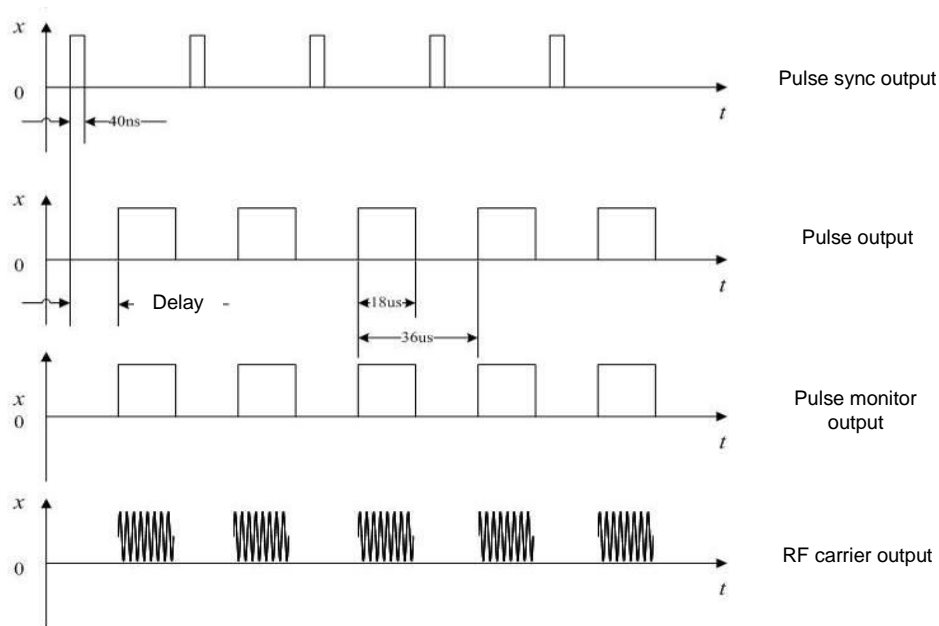 x
0
t
Pulse sync output
40ns
x
0
t
Pulse output
Delay
18us
36us
x
0
t
Pulse monitor
output
x
0
t
RF carrier output